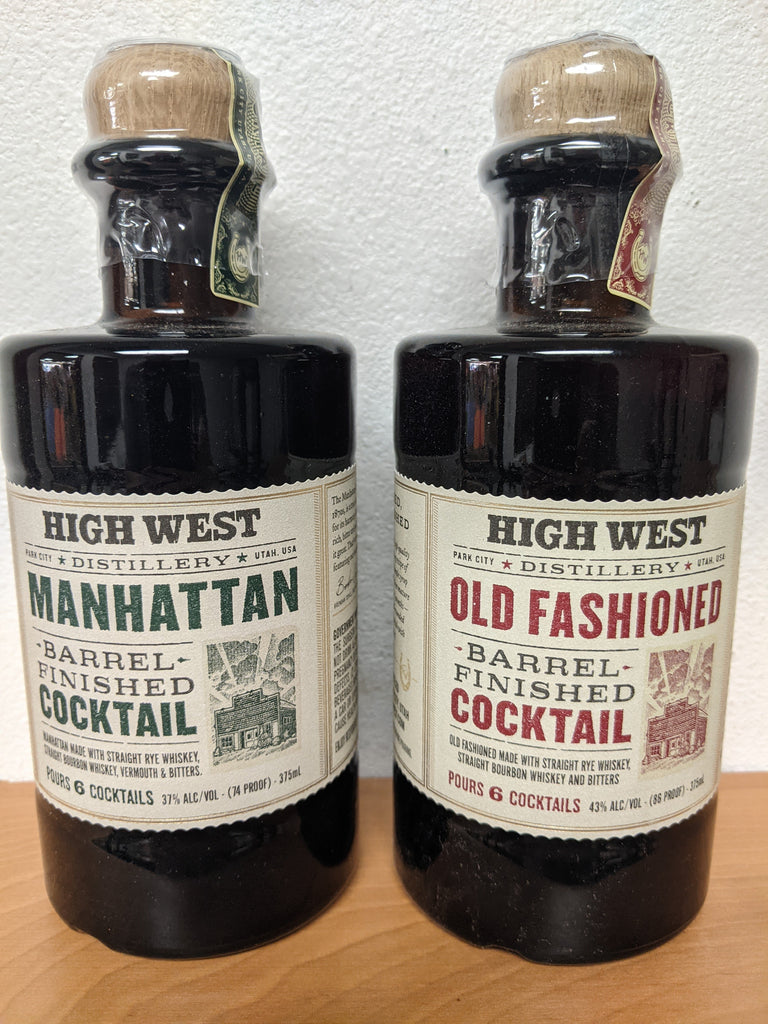 HIGH WEST
PARK CITY ★ DISTILLERY ★ UTAH, USA
MANHATTAN
BARREL
FINISHED
COCKTAIL
MANHATTAN MADE WITH STRAIGHT RYE WHISKEY,
STRAIGHT BOURBON WHISKEY, VERMOUTH & BITTERS.
POURS 6 COCKTAILS 37% ALC/VOL - (74 PROOF) - 375mL
HIGH WEST
PARK CITY ★ DISTILLERY ★ UTAH, USA
OLD FASHIONED
BARREL
FINISHED
COCKTAIL
OLD FASHIONED MADE WITH STRAIGHT RYE WHISKEY,
STRAIGHT BOURBON WHISKEY AND BITTERS
POURS 6 COCKTAILS 43% ALC/VOL - (86 PROOF) - 375mL